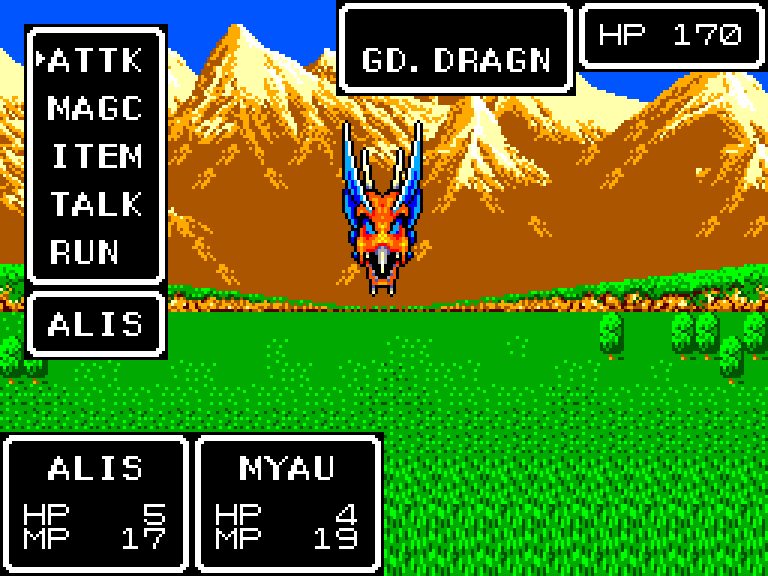 ATTK
MAGC
ITEM
TALK
RUN
ALIS
GD. DRAGN
HP 170
ALIS
HP 5
MP 17
MYAU
HP 4
MP 19